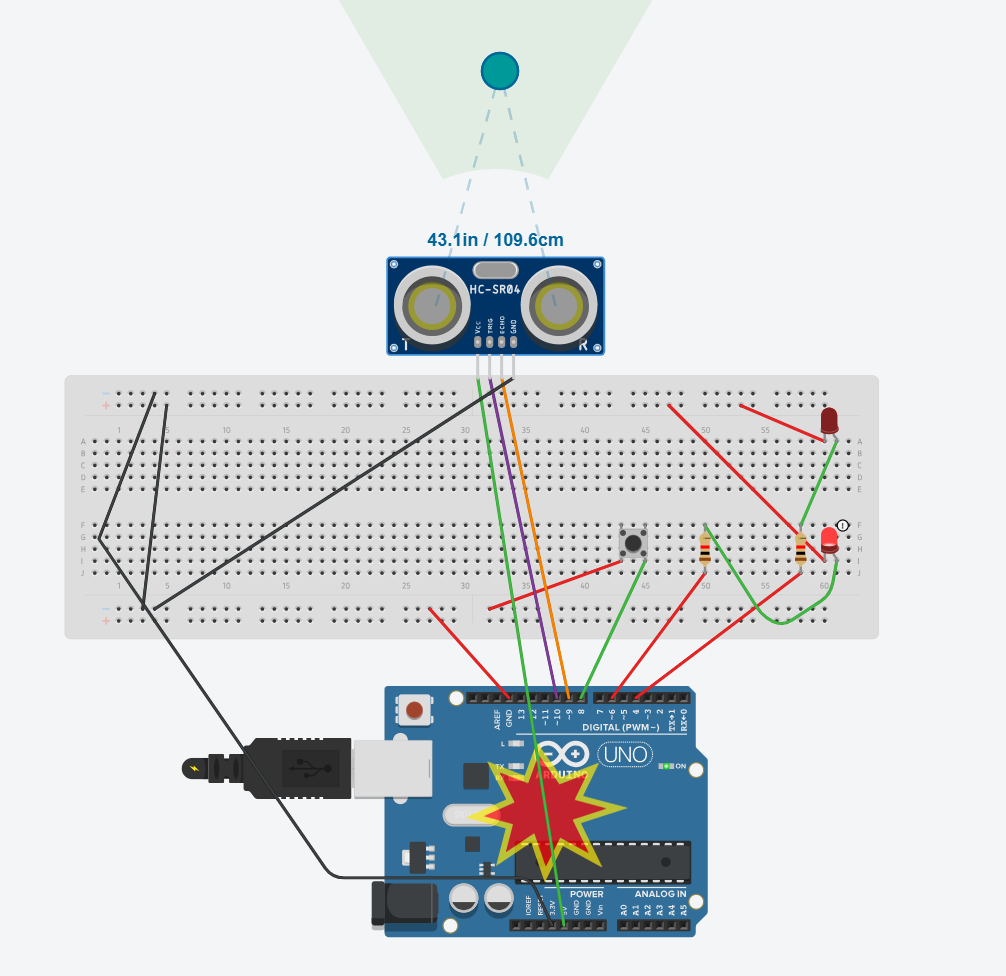 43.1in / 109.6cm
HC-SR04
Vcc TRIG ECHO GND
T R
- +
1 5 10 15 20 25 30 35 40 45 50 55 60
A A
B B
C C
D D
E E
F F
G G
H H
I I
J J
1 5 10 15 20 25 30 35 40 45 50 55 60
- +
AREF GND 13 12 ~11 ~10 ~9 8 7 ~6 ~5 4 ~3 2 TX→1 RX←0
DIGITAL (PWM~)
L
TX
UNO
ON
ARDUINO
POWER ANALOG IN
IOREF RESET 3.3V 5V GND GND Vin A0 A1 A2 A3 A4 A5